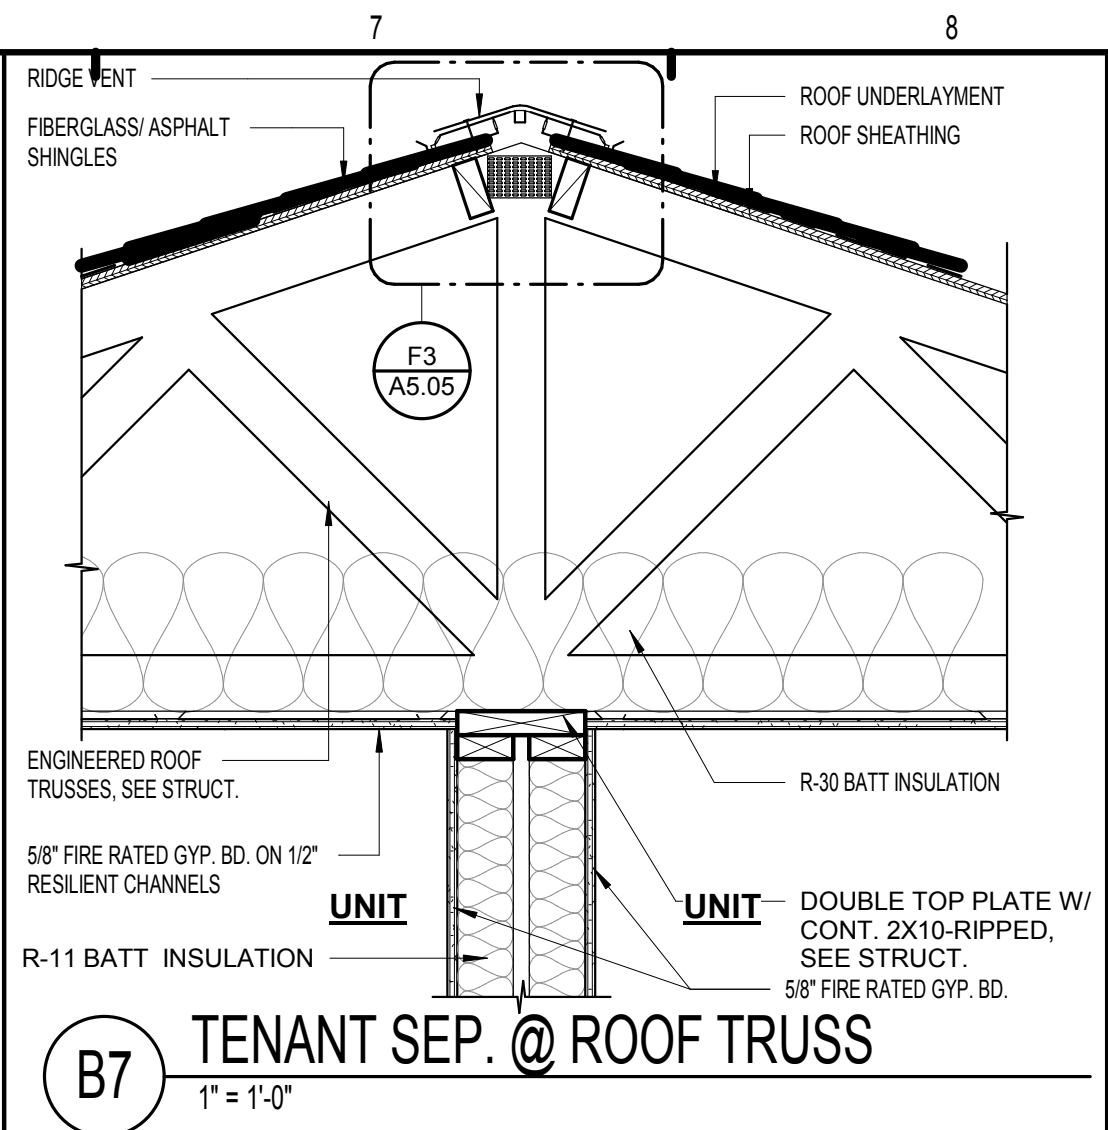 7
8
RIDGE VENT
FIBERGLASS/ ASPHALT
SHINGLES
ROOF UNDERLAYMENT
ROOF SHEATHING
F3
A5.05
ENGINEERED ROOF
TRUSSES, SEE STRUCT.
5/8" FIRE RATED GYP. BD. ON 1/2"
RESILIENT CHANNELS
UNIT
R-11 BATT INSULATION
R-30 BATT INSULATION
UNIT
DOUBLE TOP PLATE W/
CONT. 2X10-RIPPED,
SEE STRUCT.
5/8" FIRE RATED GYP. BD.
B7
TENANT SEP. @ ROOF TRUSS
1" = 1'-0"